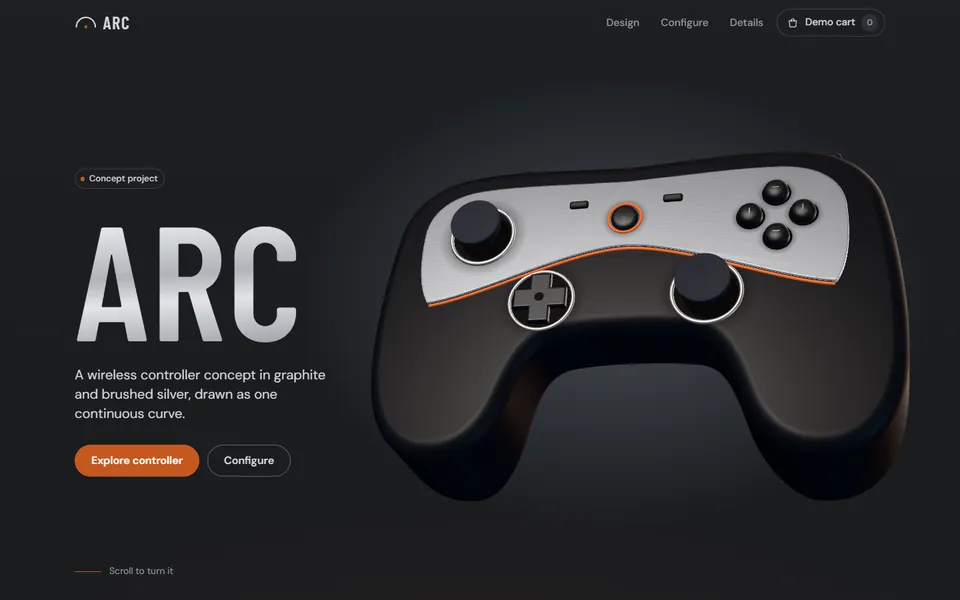 ARC
Design
Configure
Details
Demo cart
0
Concept project
ARC
A wireless controller concept in graphite
and brushed silver, drawn as one
continuous curve.
Explore controller
Configure
Scroll to turn it